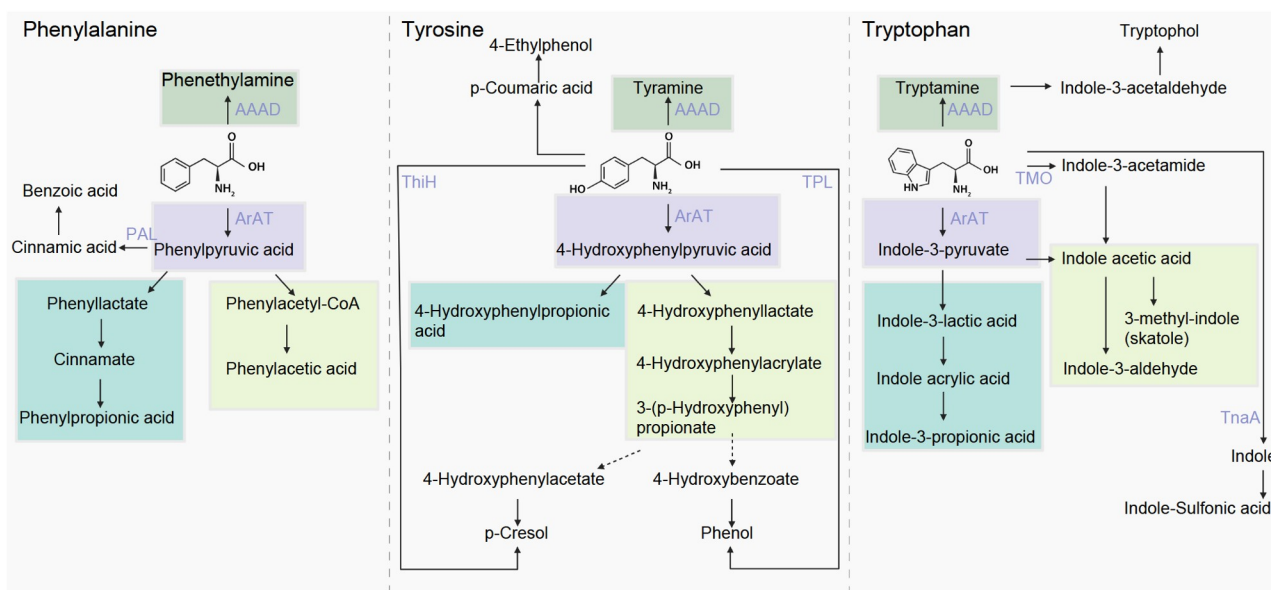 Phenylalanine
Phenethylamine
AAAD
O
OH
NH2
Benzoic acid
ArAT
PAL
Cinnamic acid
Phenylpyruvic acid
Phenyllactate
Phenylacetyl-CoA
Cinnamate
Phenylacetic acid
Phenylpropionic acid
Tyrosine
4-Ethylphenol
p-Coumaric acid
Tyramine
AAAD
O
OH
HO
NH2
ThiH
TPL
ArAT
4-Hydroxyphenylpyruvic acid
4-Hydroxyphenylpropionic
acid
4-Hydroxyphenyllactate
4-Hydroxyphenylacrylate
3-(p-Hydroxyphenyl)
propionate
4-Hydroxyphenylacetate
4-Hydroxybenzoate
p-Cresol
Phenol
Tryptophan
Tryptophol
Tryptamine
Indole-3-acetaldehyde
AAAD
O
OH
HN
NH2
Indole-3-acetamide
TMO
ArAT
Indole-3-pyruvate
Indole acetic acid
Indole-3-lactic acid
3-methyl-indole
(skatole)
Indole-3-aldehyde
Indole acrylic acid
Indole-3-propionic acid
TnaA
Indole
Indole-Sulfonic acid